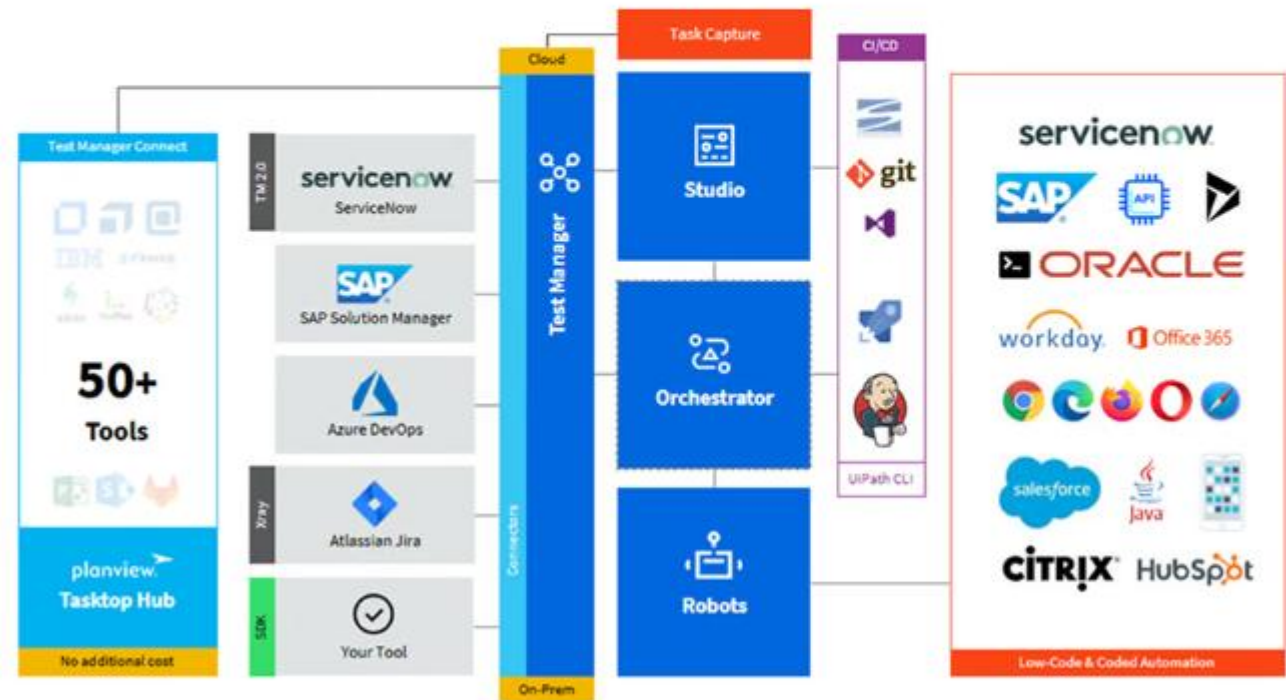 Task Capture
Cloud
CI/CD
Test Manager Connect
TM 2.0
servicenow
ServiceNow
Test Manager
Studio
git
servicenow
SAP
API
ORACLE
IBM
SAP
SAP Solution Manager
50+
Tools
Orchestrator
workday.
Office 365
Azure DevOps
UiPath CLI
Xray
Atlassian Jira
Connectors
salesforce
Java
planview.
Tasktop Hub
Robots
CITRIX®
HubSpot
SDK
Your Tool
No additional cost
On-Prem
Low-Code & Coded Automation